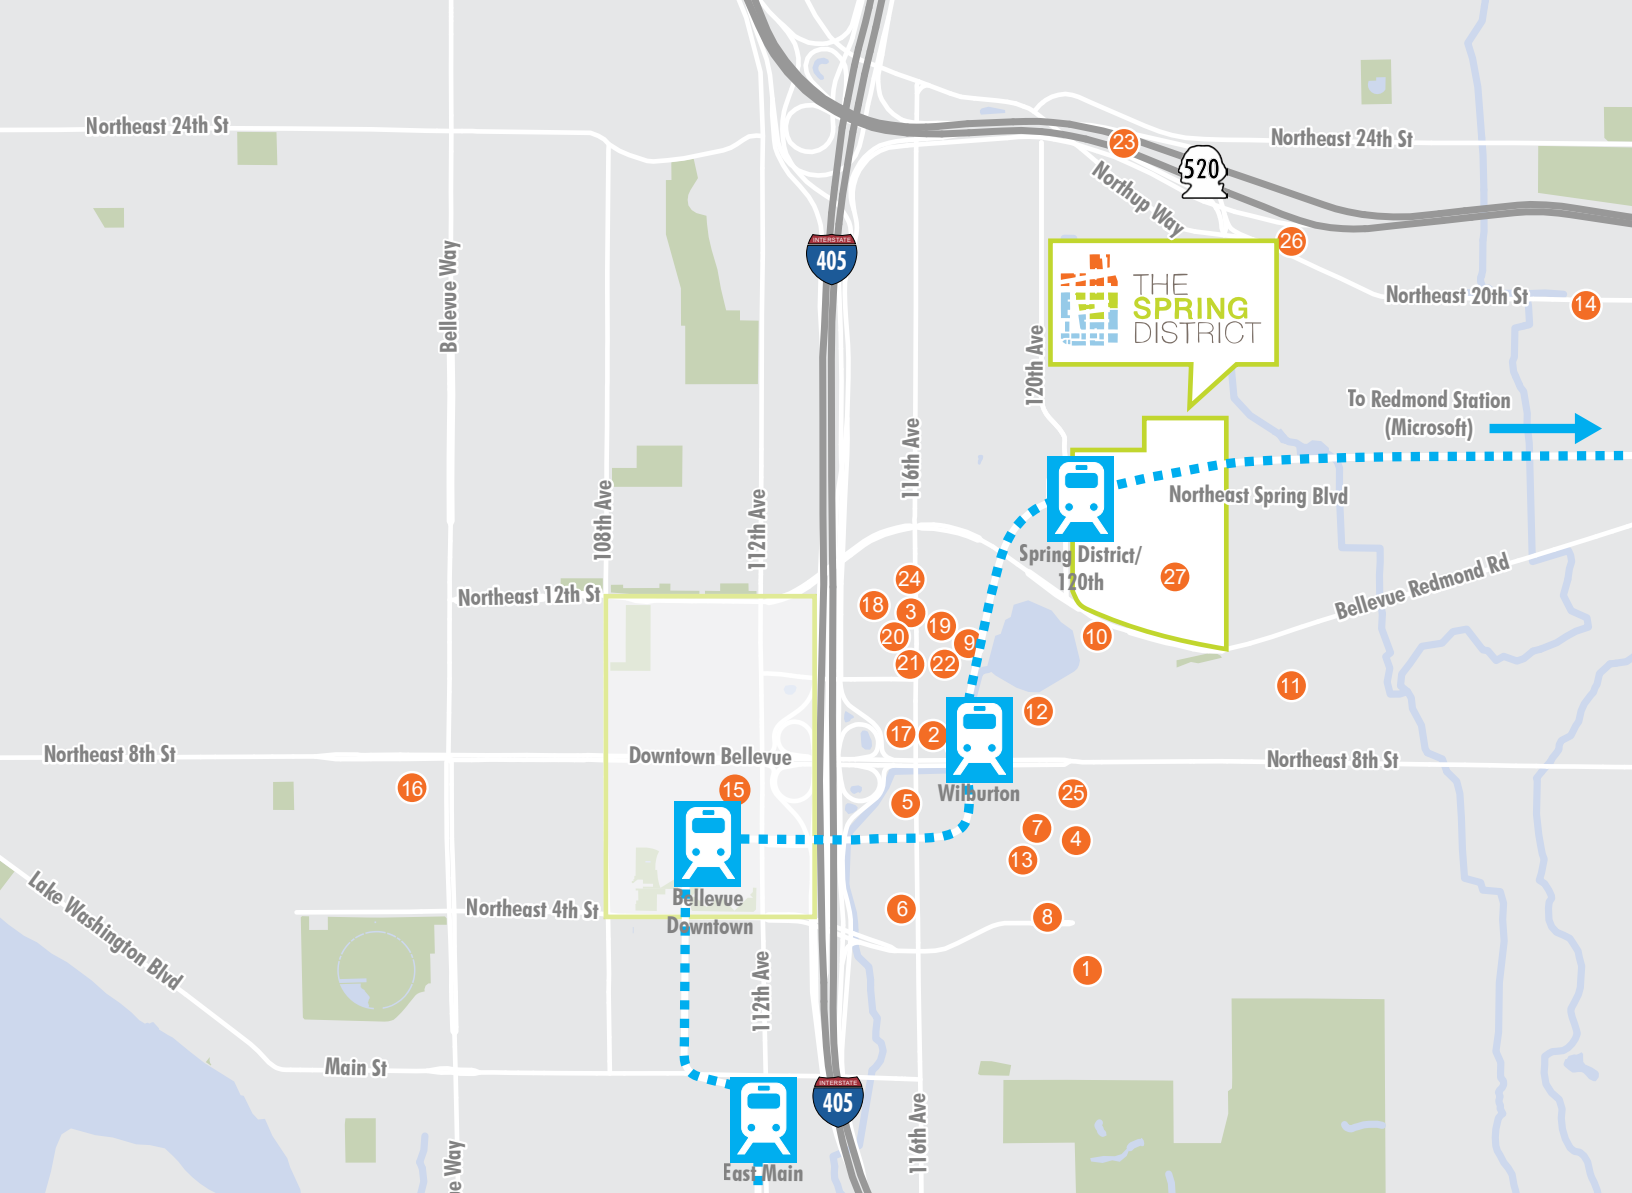 Northeast 24th St
Northeast 24th St
23
520
Northup Way
26
INTERSTATE
405
Bellevue Way
THE
SPRING
DISTRICT
Northeast 20th St
14
120th Ave
To Redmond Station
(Microsoft)
116th Ave
108th Ave
112th Ave
Northeast Spring Blvd
Spring District/
120th
27
Bellevue Redmond Rd
Northeast 12th St
24
18
3
19
20
9
21
22
10
11
12
17
2
Northeast 8th St
Downtown Bellevue
Northeast 8th St
16
15
Wilburton
5
25
7
4
13
Bellevue
Downtown
Northeast 4th St
6
8
1
Lake Washington Blvd
112th Ave
Main St
INTERSTATE
405
116th Ave
East Main
ne Way